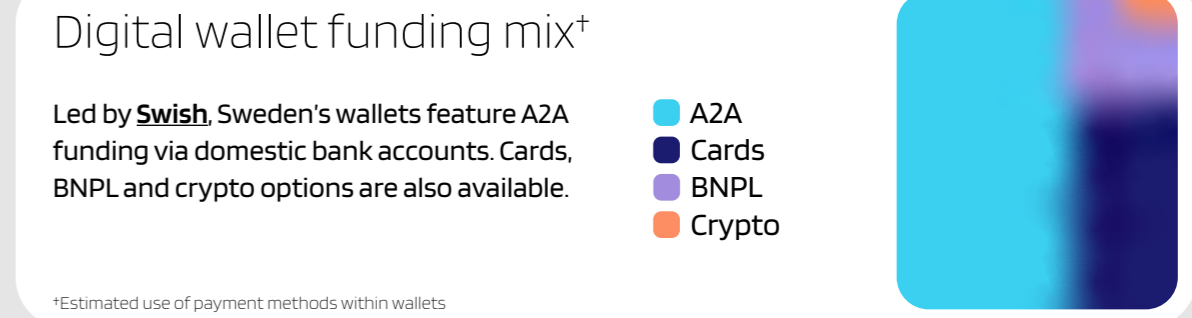 Digital wallet funding mix†
Led by Swish, Sweden's wallets feature A2A
funding via domestic bank accounts. Cards,
BNPL and crypto options are also available.
A2A
Cards
BNPL
Crypto
†Estimated use of payment methods within wallets